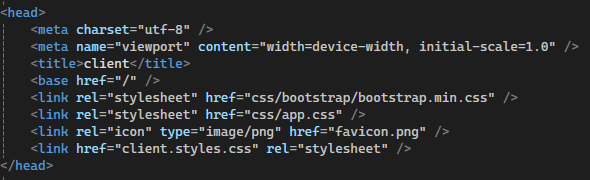 <head>
    <meta charset="utf-8" />
    <meta name="viewport" content="width=device-width, initial-scale=1.0" />
    <title>client</title>
    <base href="/" />
    <link rel="stylesheet" href="css/bootstrap/bootstrap.min.css" />
    <link rel="stylesheet" href="css/app.css" />
    <link rel="icon" type="image/png" href="favicon.png" />
    <link href="client.styles.css" rel="stylesheet" />
</head>